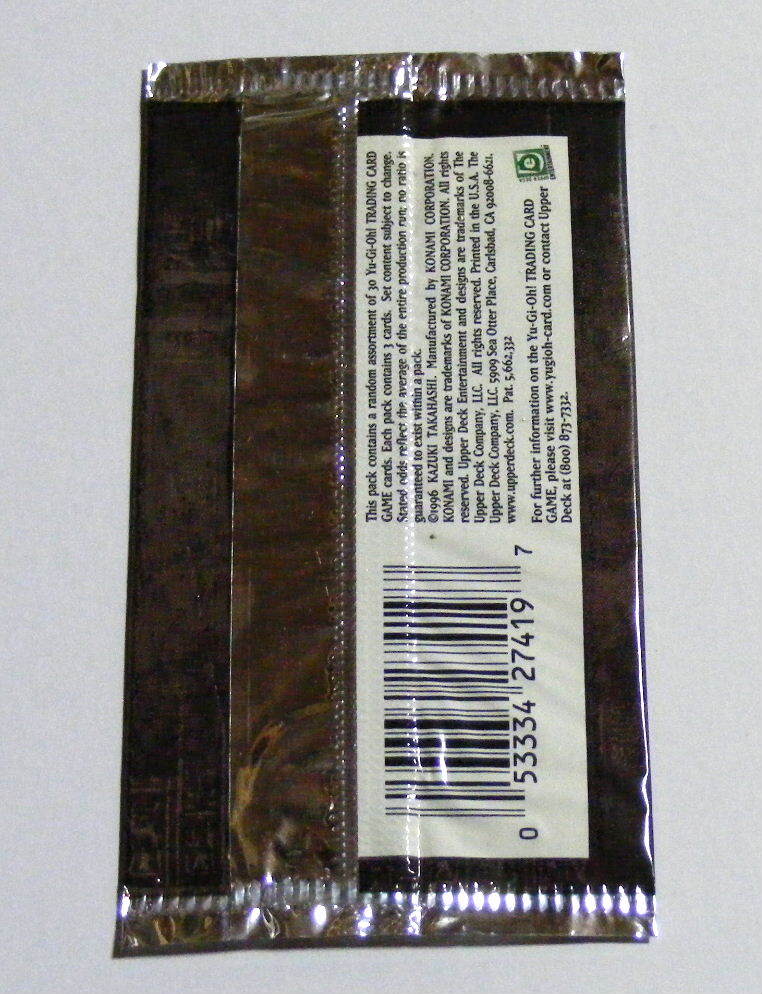 This pack contains a random assortment of 30 Yu-Gi-Oh! TRADING CARD
GAME cards. Each pack contains 3 cards. Set content subject to change.
Stated odds reflect the average of the entire production run; no ratio is
guaranteed to exist within a pack.
©1996 KAZUKI TAKAHASHI. Manufactured by KONAMI CORPORATION.
KONAMI and designs are trademarks of KONAMI CORPORATION. All rights
reserved. Upper Deck Entertainment and designs are trademarks of The
Upper Deck Company, LLC. All rights reserved. Printed in the U.S.A. The
Upper Deck Company, LLC. 5909 Sea Otter Place, Carlsbad, CA 92008-6621.
www.upperdeck.com. Pat. 5,662,332
For further information on the Yu-Gi-Oh! TRADING CARD
GAME, please visit www.yugioh-card.com or contact Upper
Deck at (800) 873-7332.
e
0 53334 27419 7